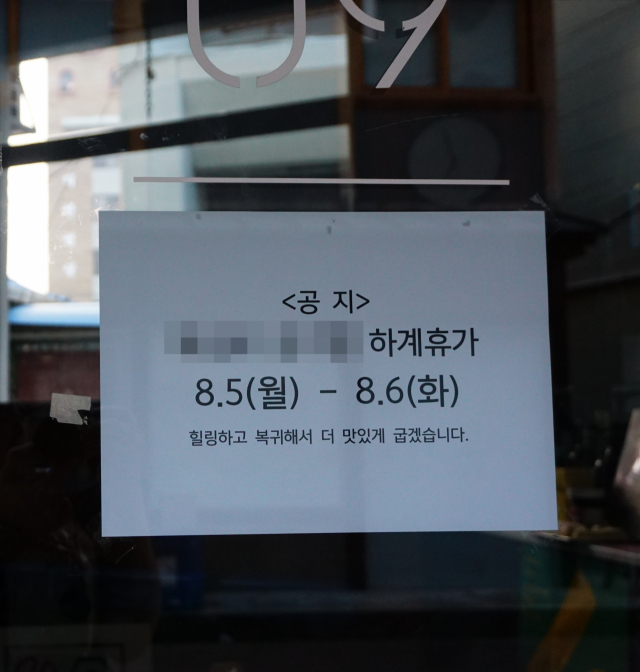 09
<공 지>
하계휴가
8.5(월) - 8.6(화)
힐링하고 복귀해서 더 맛있게 굽겠습니다.